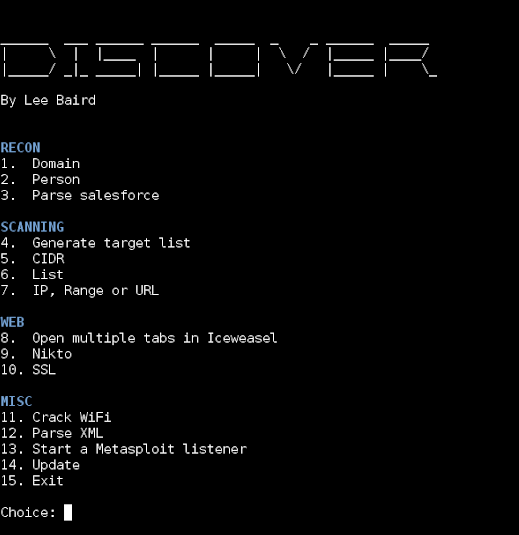 DISCOVER
By Lee Baird
RECON
1. Domain
2. Person
3. Parse salesforce
SCANNING
4. Generate target list
5. CIDR
6. List
7. IP, Range or URL
WEB
8. Open multiple tabs in Iceweasel
9. Nikto
10. SSL
MISC
11. Crack WiFi
12. Parse XML
13. Start a Metasploit listener
14. Update
15. Exit
Choice: